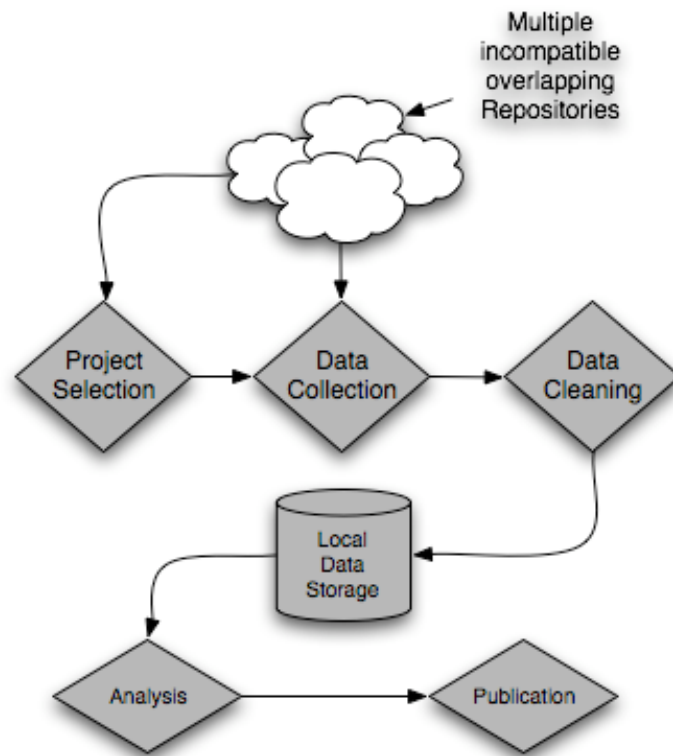 Multiple
incompatible
overlapping
Repositories
Project
Selection
Data
Collection
Data
Cleaning
Local
Data
Storage
Analysis
Publication